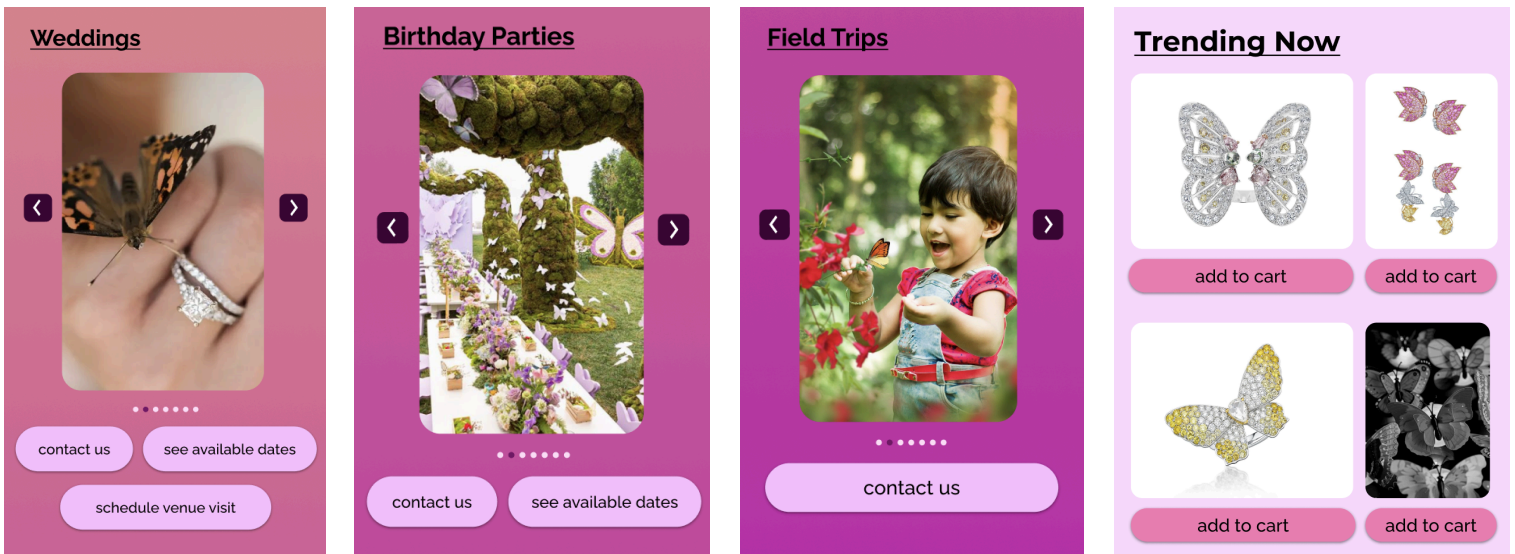 Weddings
contact us
see available dates
schedule venue visit
Birthday Parties
contact us
see available dates
Field Trips
contact us
Trending Now
add to cart
add to cart
add to cart
add to cart